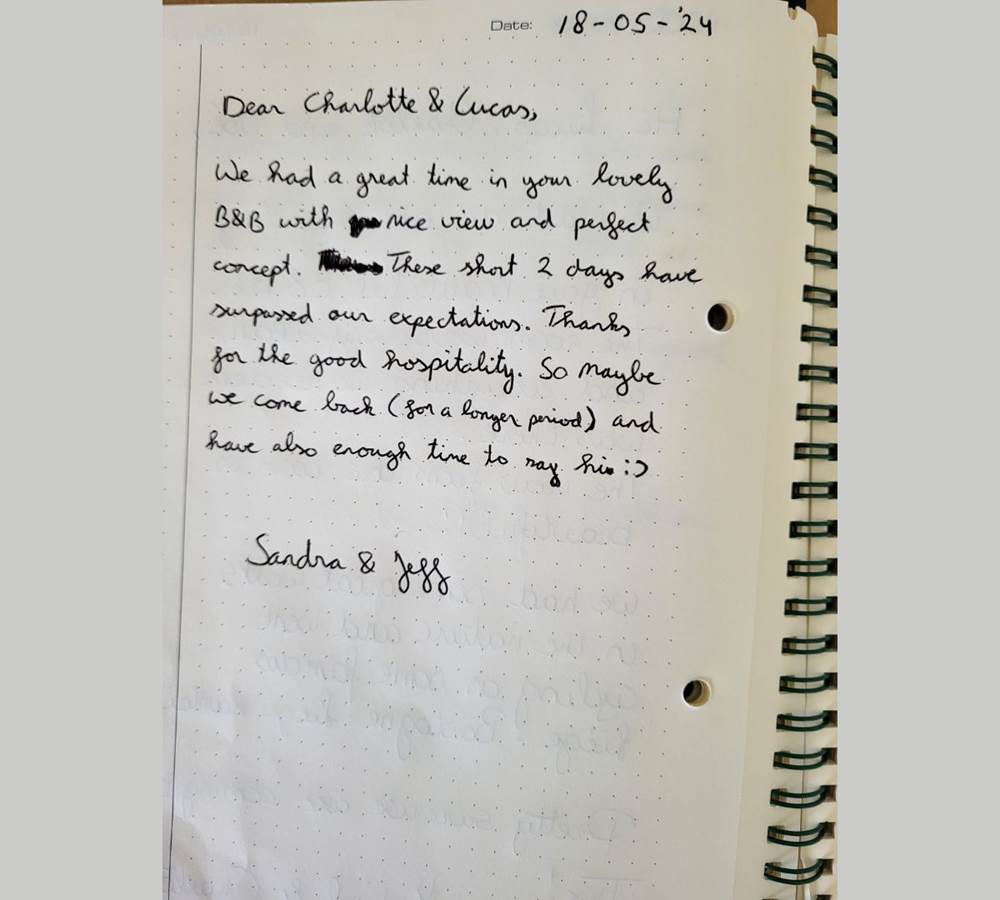 Date: 18-05-'24
Dear Charlotte & Lucas,
We had a great time in your lovely
B&B with nice view and perfect
concept. These short 2 days have
surpassed our expectations. Thanks
for the good hospitality. So maybe
we come back (for a longer period) and
have also enough time to say hi :)
Sandra & Jeff